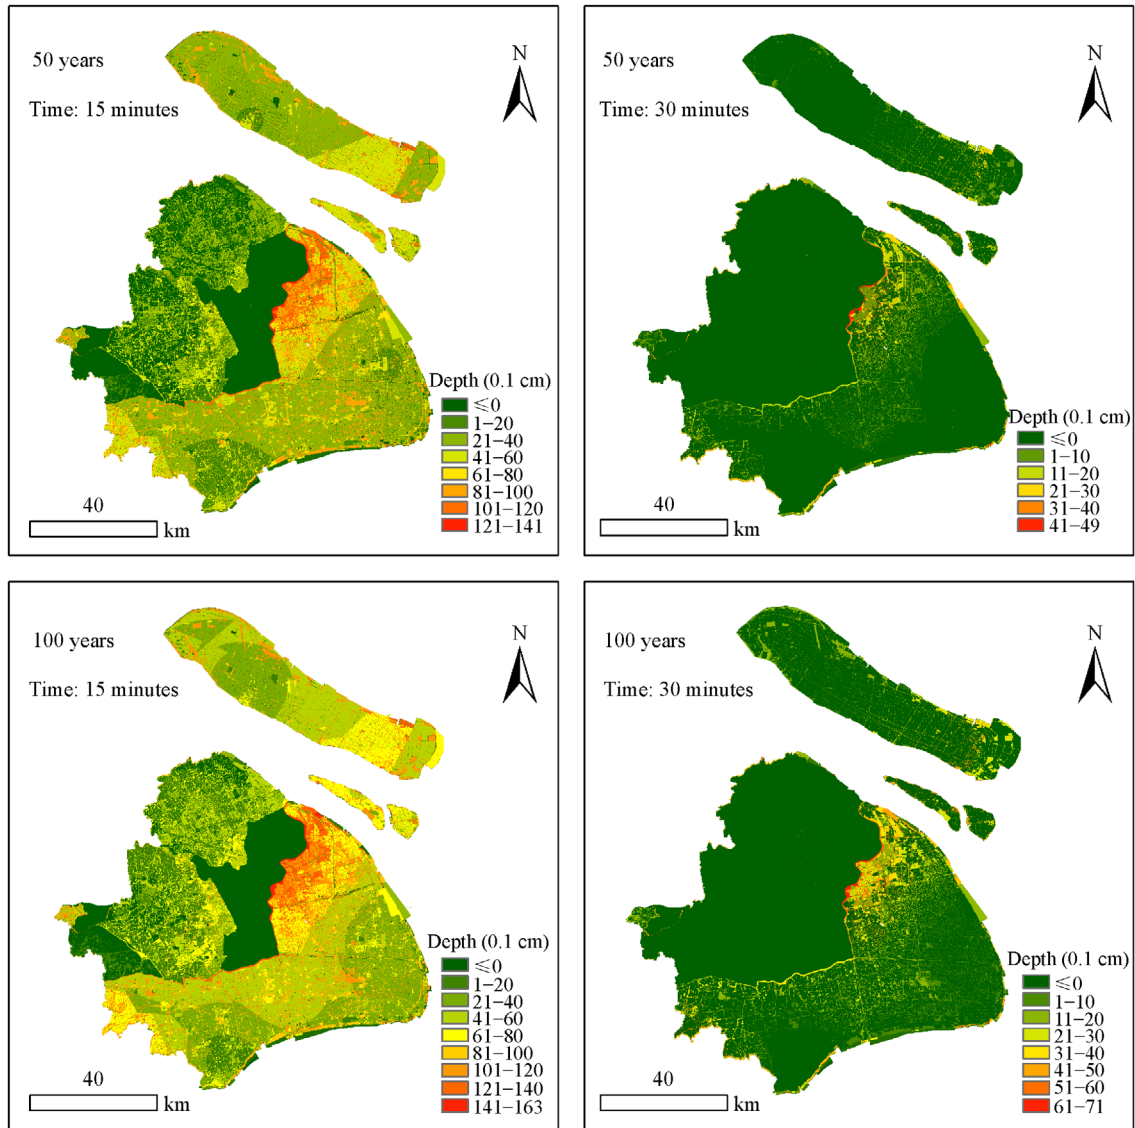 50 years
N
Time: 15 minutes
Depth (0.1 cm)
≤0
1−20
21−40
41−60
61−80
81−100
101−120
121−141
40
km
50 years
N
Time: 30 minutes
Depth (0.1 cm)
≤0
1−10
11−20
21−30
31−40
41−49
40
km
100 years
N
Time: 15 minutes
Depth (0.1 cm)
≤0
1−20
21−40
41−60
61−80
81−100
101−120
121−140
141−163
40
km
100 years
N
Time: 30 minutes
Depth (0.1 cm)
≤0
1−10
11−20
21−30
31−40
41−50
51−60
61−71
40
km